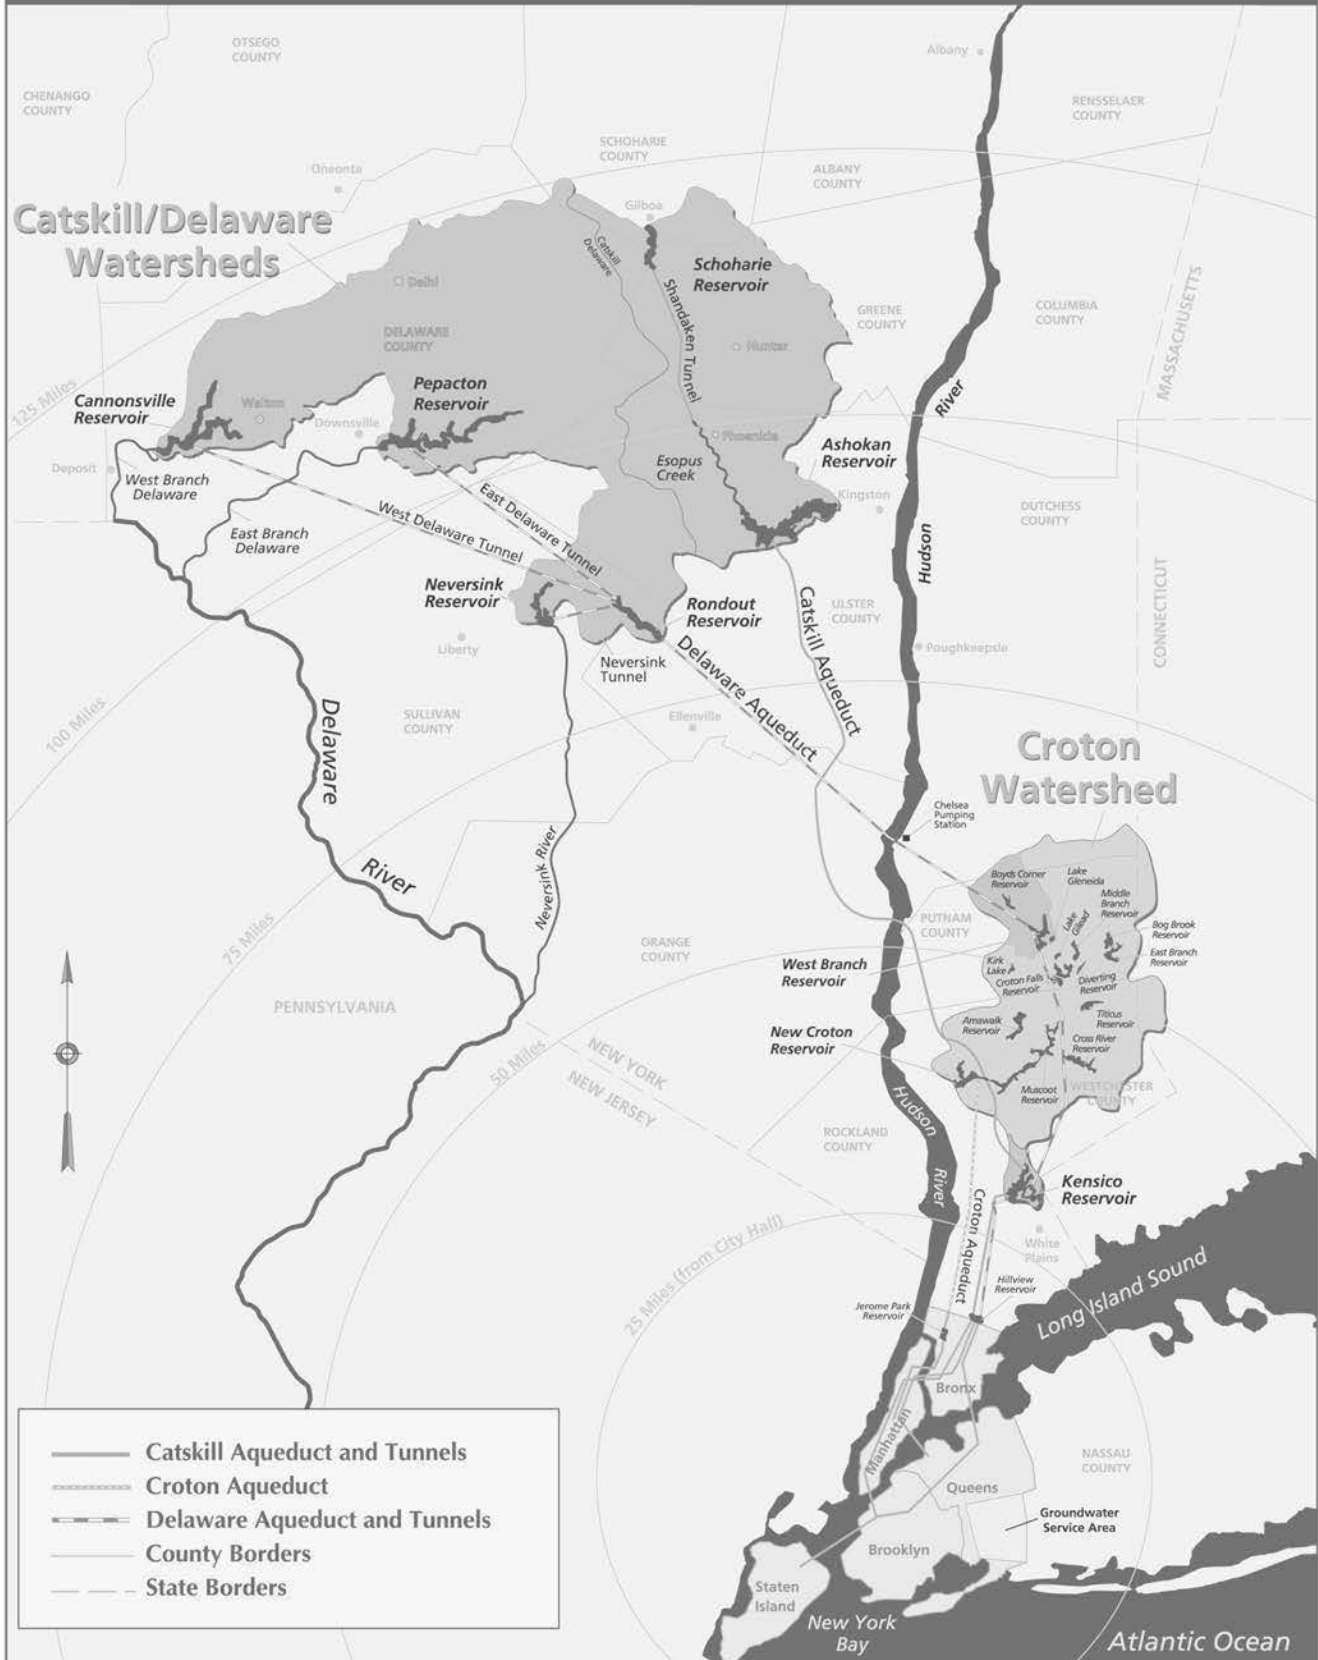 Albany
OTSEGO
COUNTY
CHENANGO
COUNTY
RENSSELAER
COUNTY
SCHOHARIE
COUNTY
ALBANY
COUNTY
Oneonta
Gilboa
Catskill/Delaware
Watersheds
Catskill
Delaware
Schoharie
Reservoir
Delhi
Shandaken Tunnel
GREENE
COUNTY
COLUMBIA
COUNTY
MASSACHUSETTS
DELAWARE
COUNTY
Hunter
125 Miles
Cannonsville
Reservoir
Walton
Pepacton
Reservoir
Downsville
River
Phoenicia
Ashokan
Reservoir
Deposit
West Branch
Delaware
Esopus
Creek
Kingston
DUTCHESS
COUNTY
East Delaware Tunnel
West Delaware Tunnel
East Branch
Delaware
Hudson
Neversink
Reservoir
Rondout
Reservoir
Catskill Aqueduct
ULSTER
COUNTY
CONNECTICUT
Liberty
Neversink
Tunnel
Delaware Aqueduct
Poughkeepsie
100 Miles
Delaware
SULLIVAN
COUNTY
Ellenville
Croton
Watershed
Chelsea
Pumping
Station
River
Neversink River
Boyds Corner
Reservoir
Lake
Gleneida
Middle
Branch
Reservoir
Lake
Gilead
Bog Brook
Reservoir
East Branch
Reservoir
PUTNAM
COUNTY
75 Miles
ORANGE
COUNTY
West Branch
Reservoir
Kirk
Lake
Croton Falls
Reservoir
Diverting
Reservoir
PENNSYLVANIA
New Croton
Reservoir
Amawalk
Reservoir
Titicus
Reservoir
Cross River
Reservoir
50 Miles
NEW YORK
NEW JERSEY
Muscoot
Reservoir
WESTCHESTER
COUNTY
Hudson
River
ROCKLAND
COUNTY
Kensico
Reservoir
Croton Aqueduct
White
Plains
25 Miles (from City Hall)
Hillview
Reservoir
Jerome Park
Reservoir
Long Island Sound
Bronx
Manhattan
NASSAU
COUNTY
Queens
Groundwater
Service Area
Brooklyn
Staten
Island
New York
Bay
Atlantic Ocean
Catskill Aqueduct and Tunnels
Croton Aqueduct
Delaware Aqueduct and Tunnels
County Borders
State Borders